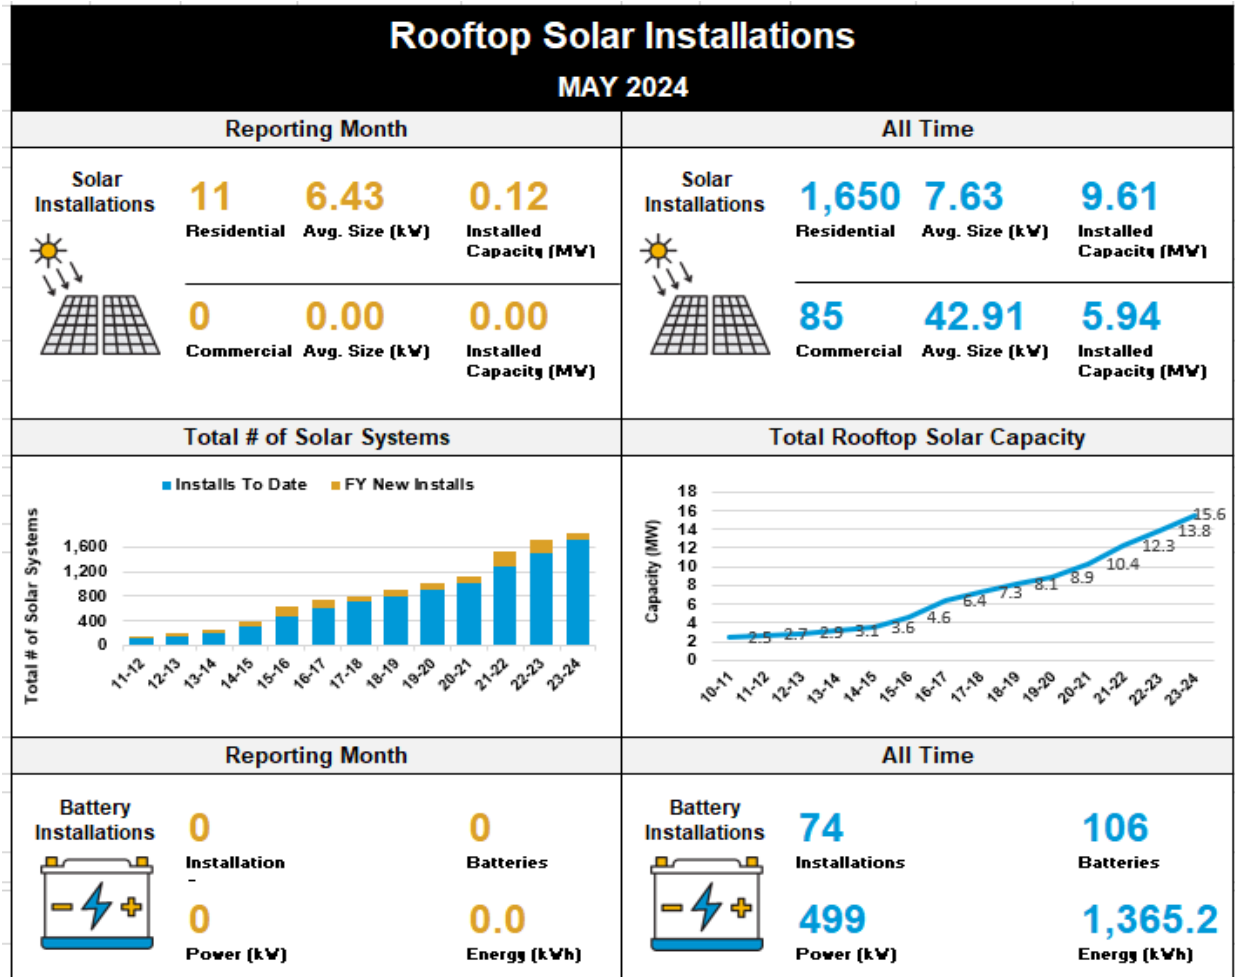 Rooftop Solar Installations
MAY 2024
Reporting Month
Solar
Installations
11 6.43 0.12
Residential Avg. Size (kW) Installed
Capacity (MW)
0 0.00 0.00
Commercial Avg. Size (kW) Installed
Capacity (MW)
All Time
Solar
Installations
1,650 7.63 9.61
Residential Avg. Size (kW) Installed
Capacity (MW)
85 42.91 5.94
Commercial Avg. Size (kW) Installed
Capacity (MW)
Total # of Solar Systems
Installs To Date FY New Installs
Total # of Solar Systems
1,600
1,200
800
400
0
11-12 12-13 13-14 14-15 15-16 16-17 17-18 18-19 19-20 20-21 21-22 22-23 23-24
Total Rooftop Solar Capacity
Capacity (MW)
18
16
14
12
10
8
6
4
2
0
2.5 2.7 2.9 3.1 3.6 4.6 6.4 7.3 8.1 8.9 10.4 12.3 13.8 15.6
10-11 11-12 12-13 13-14 14-15 15-16 16-17 17-18 18-19 19-20 20-21 21-22 22-23 23-24
Reporting Month
Battery
Installations
0 0
Installation Batteries
0 0.0
Power (kW) Energy (kWh)
All Time
Battery
Installations
74 106
Installations Batteries
499 1,365.2
Power (kW) Energy (kWh)